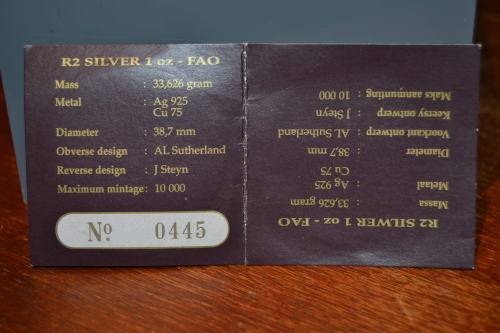 R2 SILVER 1 oz - FAO
Mass : 33,626 gram
Metal : Ag 925
Cu 75
Diameter : 38,7 mm
Obverse design : AL Sutherland
Reverse design : J Steyn
Maximum mintage : 10 000
No. 0445
R2 SILWER 1 oz - FAO
Massa : 33,626 gram
Metaal : Ag 925
Cu 75
Diameter : 38,7 mm
Voorkant ontwerp : AL Sutherland
Keersy ontwerp : J Steyn
Maks aanmunting : 10 000